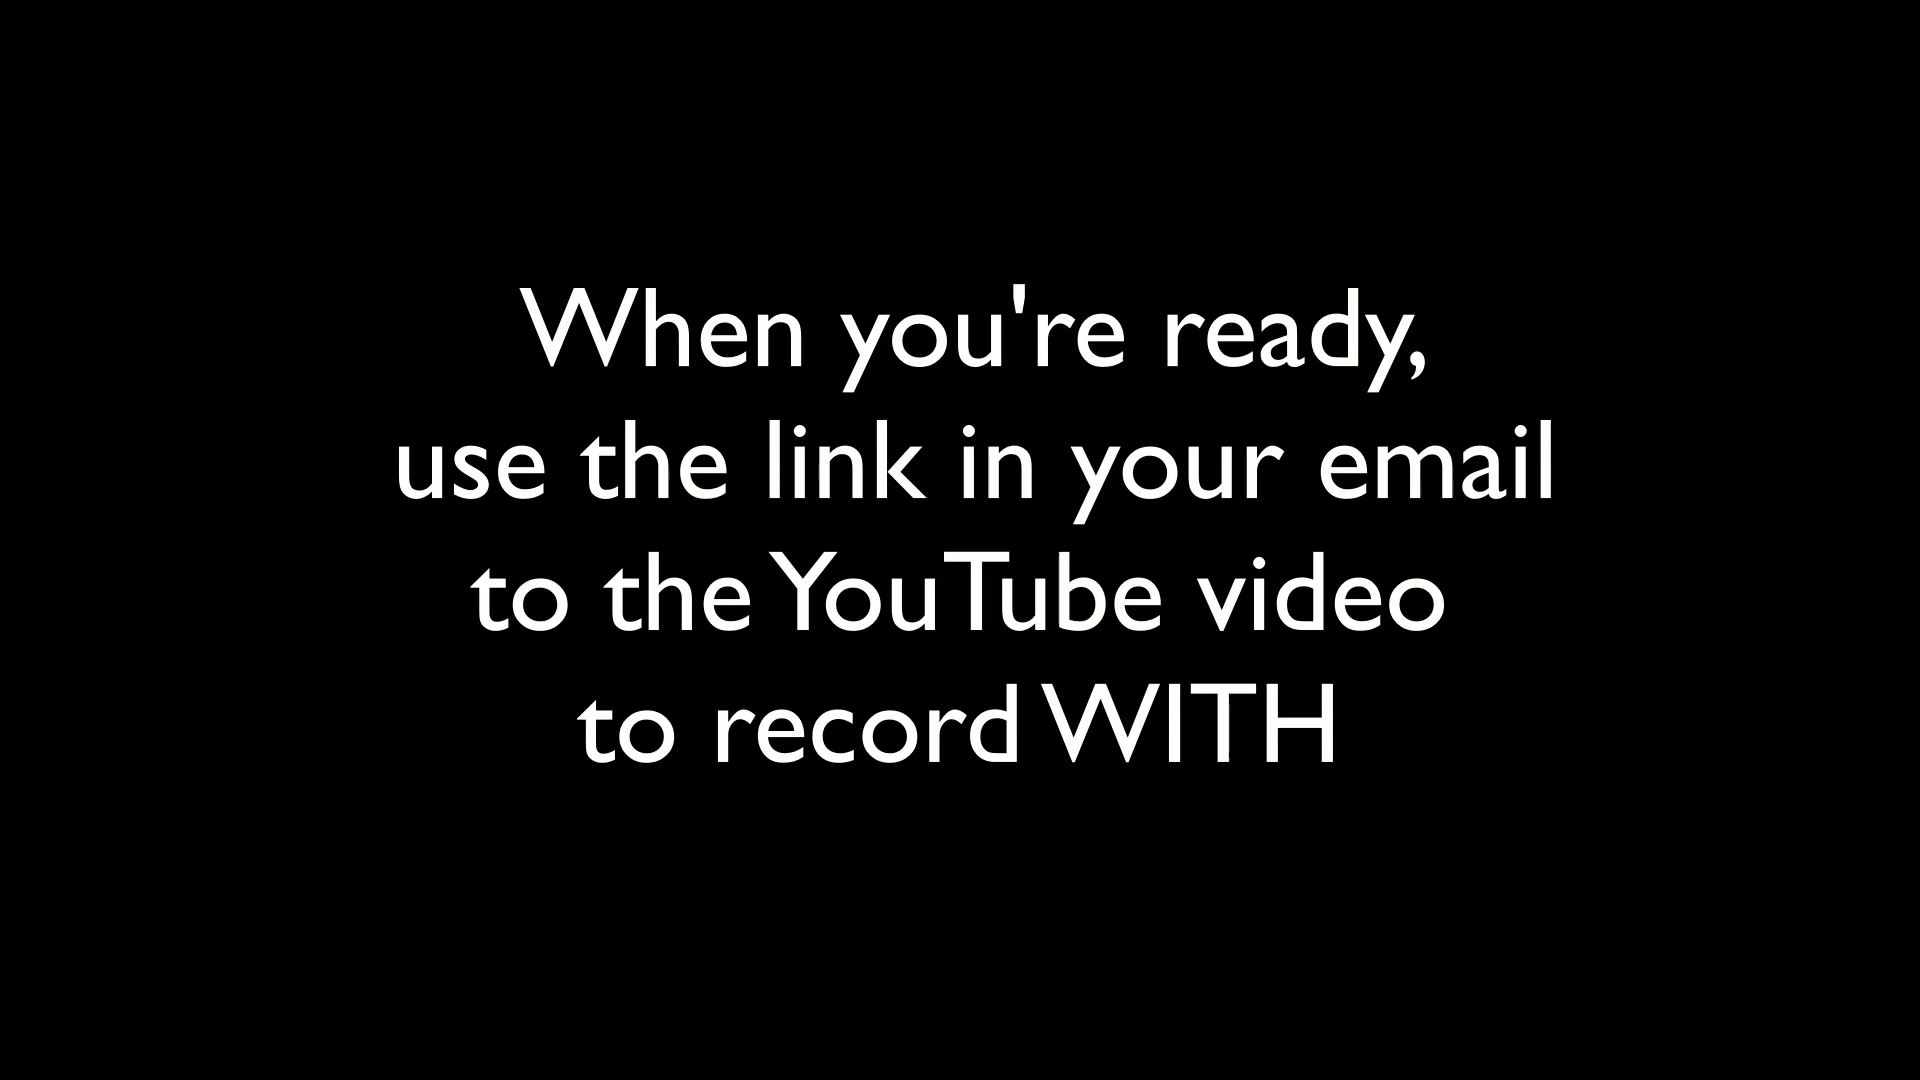 When you're ready,
use the link in your email
to the YouTube video
to record WITH